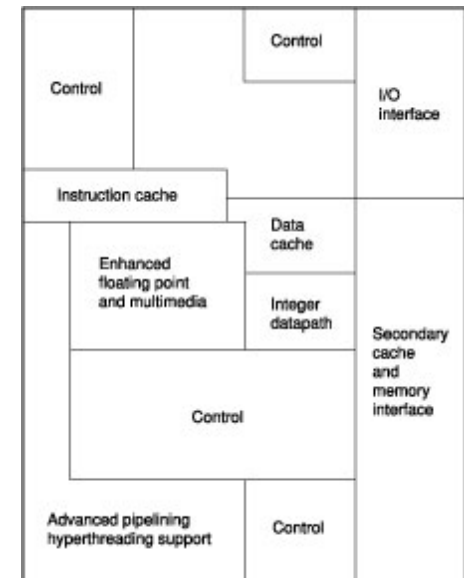 Control
Control
I/O
interface
Instruction cache
Data
cache
Enhanced
floating point
and multimedia
Integer
datapath
Secondary
cache
and
memory
interface
Control
Advanced pipelining
hyperthreading support
Control